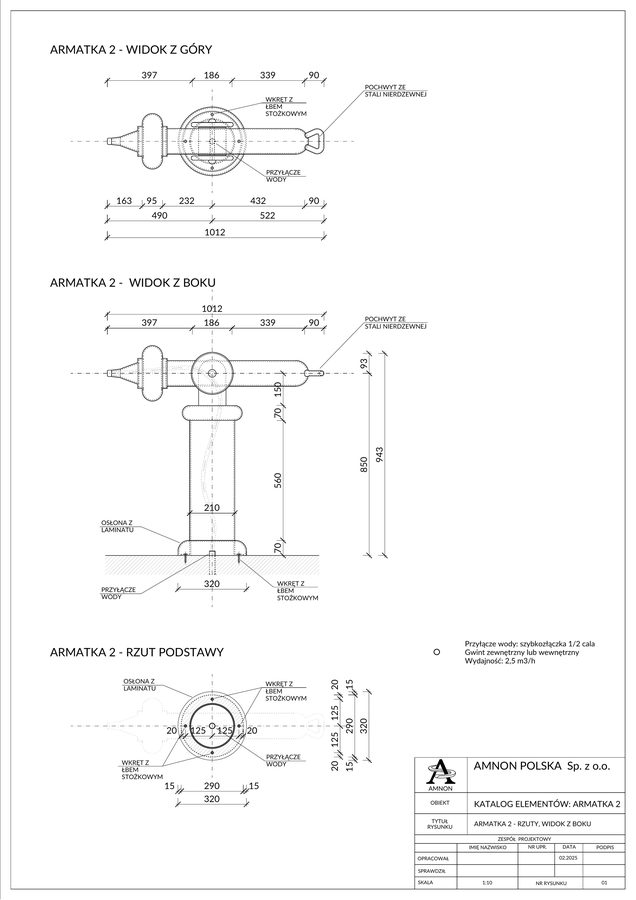 ARMATKA 2 - WIDOK Z GÓRY
397 186 339 90
POCHWYT ZE
STALI NIERDZEWNEJ
WKRĘT Z
ŁBEM
STOŻKOWYM
PRZYŁĄCZE
WODY
163 95 232 432 90
490 522
1012
ARMATKA 2 - WIDOK Z BOKU
1012
397 186 339 90
POCHWYT ZE
STALI NIERDZEWNEJ
93
150
70
850
943
560
210
OSŁONA Z
LAMINATU
70
320
PRZYŁĄCZE
WODY
WKRĘT Z
ŁBEM
STOŻKOWYM
ARMATKA 2 - RZUT PODSTAWY
Przyłącze wody: szybkozłączka 1/2 cala
Gwint zewnętrzny lub wewnętrzny
Wydajność: 2,5 m3/h
OSŁONA Z
LAMINATU
WKRĘT Z
ŁBEM
STOŻKOWYM
20 15
125
290
320
125
20 15
20 125 125 20
WKRĘT Z
ŁBEM
STOŻKOWYM
PRZYŁĄCZE
WODY
15 290 15
320
AMNON
AMNON POLSKA Sp. z o.o.
OBIEKT
KATALOG ELEMENTÓW: ARMATKA 2
TYTUŁ
RYSUNKU
ARMATKA 2 - RZUTY, WIDOK Z BOKU
ZESPÓŁ PROJEKTOWY
IMIĘ NAZWISKO NR UPR. DATA PODPIS
OPRACOWAŁ 02.2025
SPRAWDZIŁ
SKALA 1:10 NR RYSUNKU 01